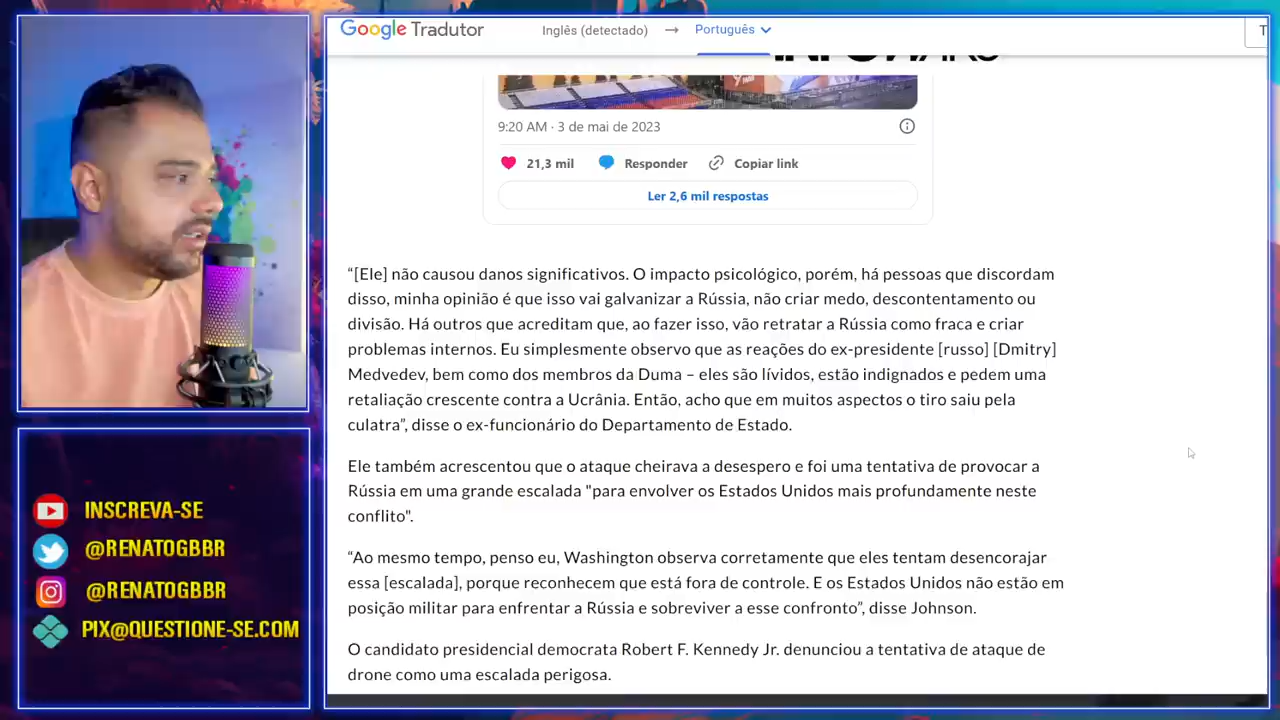 Google Tradutor
Inglês (detectado) → Português
T
9:20 AM · 3 de mai de 2023
21,3 mil Responder Copiar link
Ler 2,6 mil respostas
“[Ele] não causou danos significativos. O impacto psicológico, porém, há pessoas que discordam
disso, minha opinião é que isso vai galvanizar a Rússia, não criar medo, descontentamento ou
divisão. Há outros que acreditam que, ao fazer isso, vão retratar a Rússia como fraca e criar
problemas internos. Eu simplesmente observo que as reações do ex-presidente [russo] [Dmitry]
Medvedev, bem como dos membros da Duma – eles são lívidos, estão indignados e pedem uma
retaliação crescente contra a Ucrânia. Então, acho que em muitos aspectos o tiro saiu pela
culatra”, disse o ex-funcionário do Departamento de Estado.
Ele também acrescentou que o ataque cheirava a desespero e foi uma tentativa de provocar a
Rússia em uma grande escalada "para envolver os Estados Unidos mais profundamente neste
conflito".
“Ao mesmo tempo, penso eu, Washington observa corretamente que eles tentam desencorajar
essa [escalada], porque reconhecem que está fora de controle. E os Estados Unidos não estão em
posição militar para enfrentar a Rússia e sobreviver a esse confronto”, disse Johnson.
O candidato presidencial democrata Robert F. Kennedy Jr. denunciou a tentativa de ataque de
drone como uma escalada perigosa.
INSCREVA-SE
@RENATOGBBR
@RENATOGBBR
PIX@QUESTIONE-SE.COM